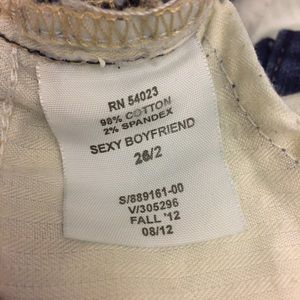 RN 54023
98% COTTON
2% SPANDEX
SEXY BOYFRIEND
26/2
S/889161-00
V/305296
FALL '12
08/12